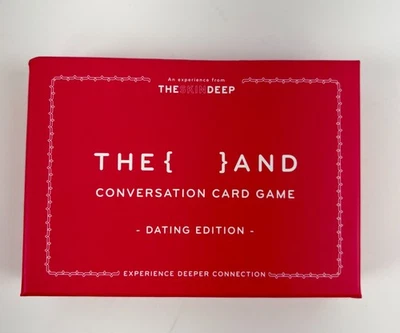 An experience from
THESKINDEEP
THE { } AND
CONVERSATION CARD GAME
- DATING EDITION -
EXPERIENCE DEEPER CONNECTION